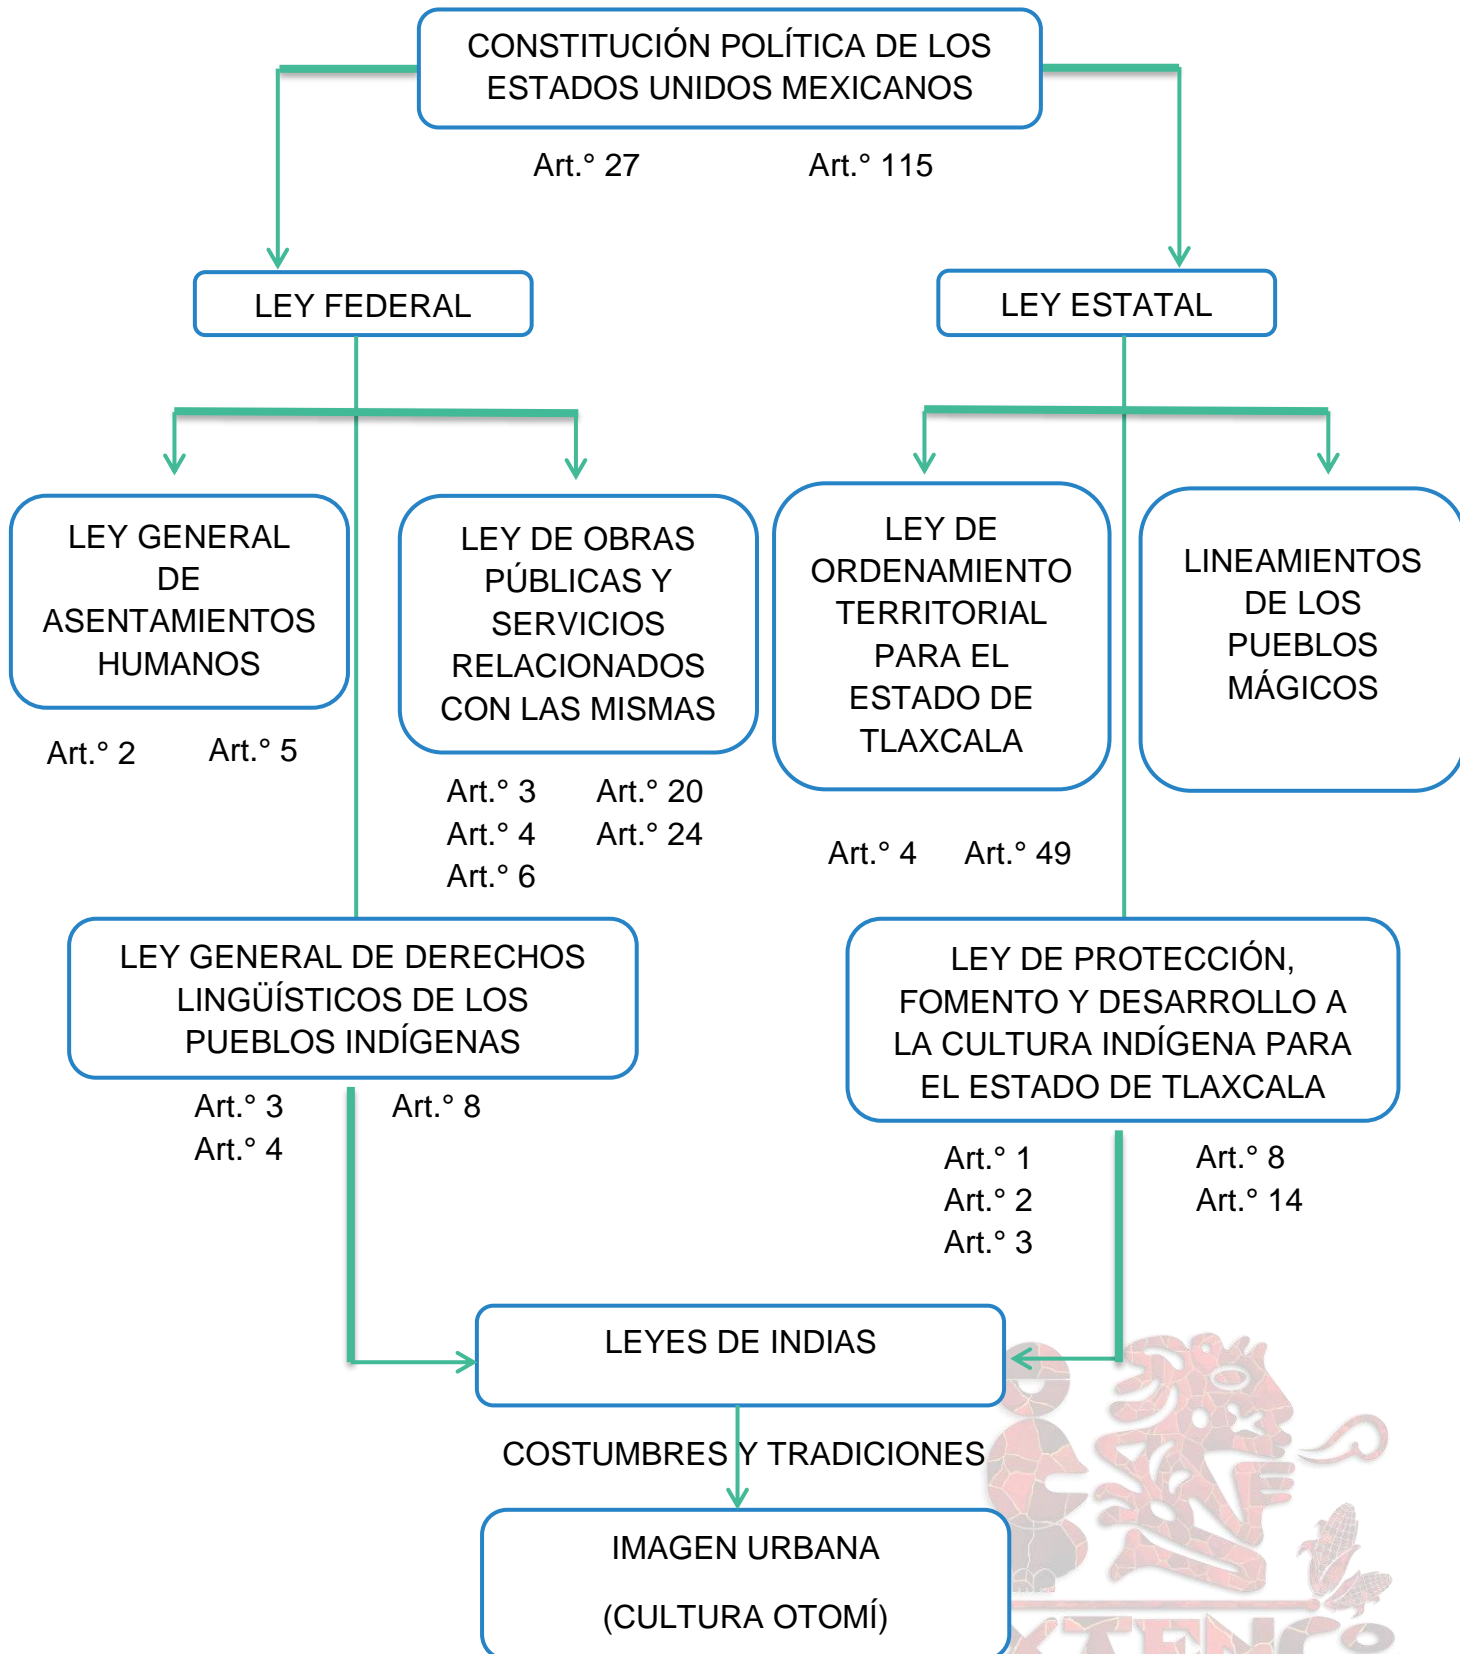 CONSTITUCIÓN POLÍTICA DE LOS
ESTADOS UNIDOS MEXICANOS
Art.° 27
Art.° 115
LEY FEDERAL
LEY ESTATAL
LEY GENERAL
DE
ASENTAMIENTOS
HUMANOS
Art.° 2
Art.° 5
LEY DE OBRAS
PÚBLICAS Y
SERVICIOS
RELACIONADOS
CON LAS MISMAS
Art.° 3
Art.° 4
Art.° 6
Art.° 20
Art.° 24
LEY DE
ORDENAMIENTO
TERRITORIAL
PARA EL
ESTADO DE
TLAXCALA
Art.° 4
Art.° 49
LINEAMIENTOS
DE LOS
PUEBLOS
MÁGICOS
LEY GENERAL DE DERECHOS
LINGÜÍSTICOS DE LOS
PUEBLOS INDÍGENAS
Art.° 3
Art.° 4
Art.° 8
LEY DE PROTECCIÓN,
FOMENTO Y DESARROLLO A
LA CULTURA INDÍGENA PARA
EL ESTADO DE TLAXCALA
Art.° 1
Art.° 2
Art.° 3
Art.° 8
Art.° 14
LEYES DE INDIAS
COSTUMBRES Y TRADICIONES
IMAGEN URBANA
(CULTURA OTOMÍ)